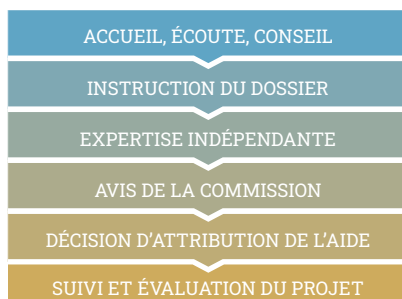 ACCUEIL, ÉCOUTE, CONSEIL
INSTRUCTION DU DOSSIER
EXPERTISE INDÉPENDANTE
AVIS DE LA COMMISSION
DÉCISION D’ATTRIBUTION DE L’AIDE
SUIVI ET ÉVALUATION DU PROJET